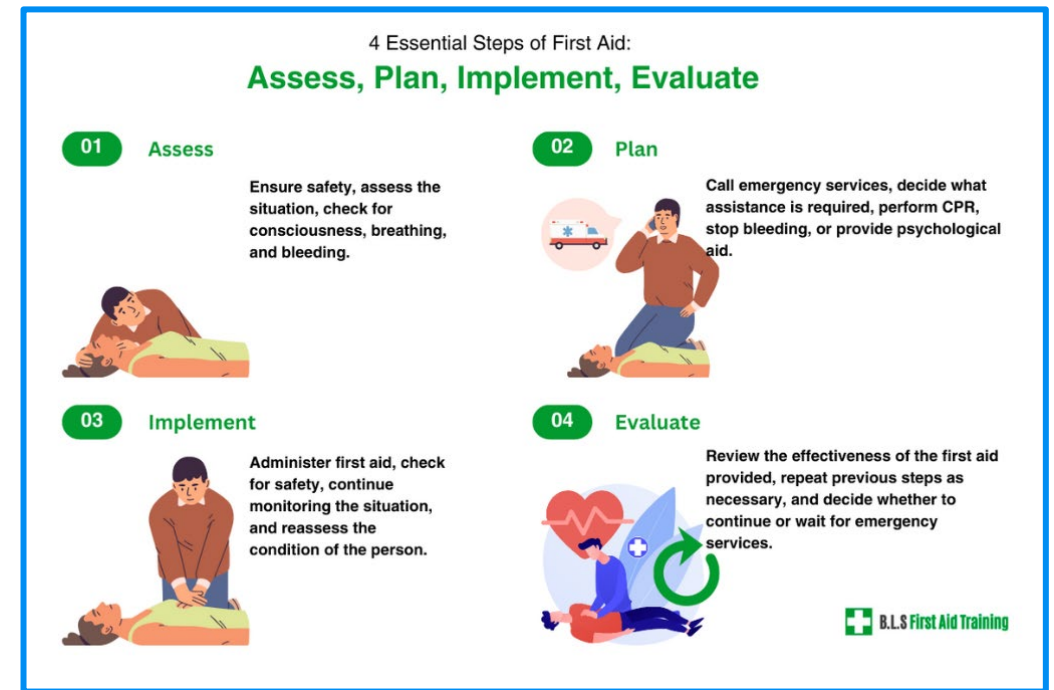 4 Essential Steps of First Aid:
Assess, Plan, Implement, Evaluate
01 Assess
Ensure safety, assess the
situation, check for
consciousness, breathing,
and bleeding.
02 Plan
Call emergency services, decide what
assistance is required, perform CPR,
stop bleeding, or provide psychological
aid.
03 Implement
Administer first aid, check
for safety, continue
monitoring the situation,
and reassess the
condition of the person.
04 Evaluate
Review the effectiveness of the first aid
provided, repeat previous steps as
necessary, and decide whether to
continue or wait for emergency
services.
B.L.S First Aid Training